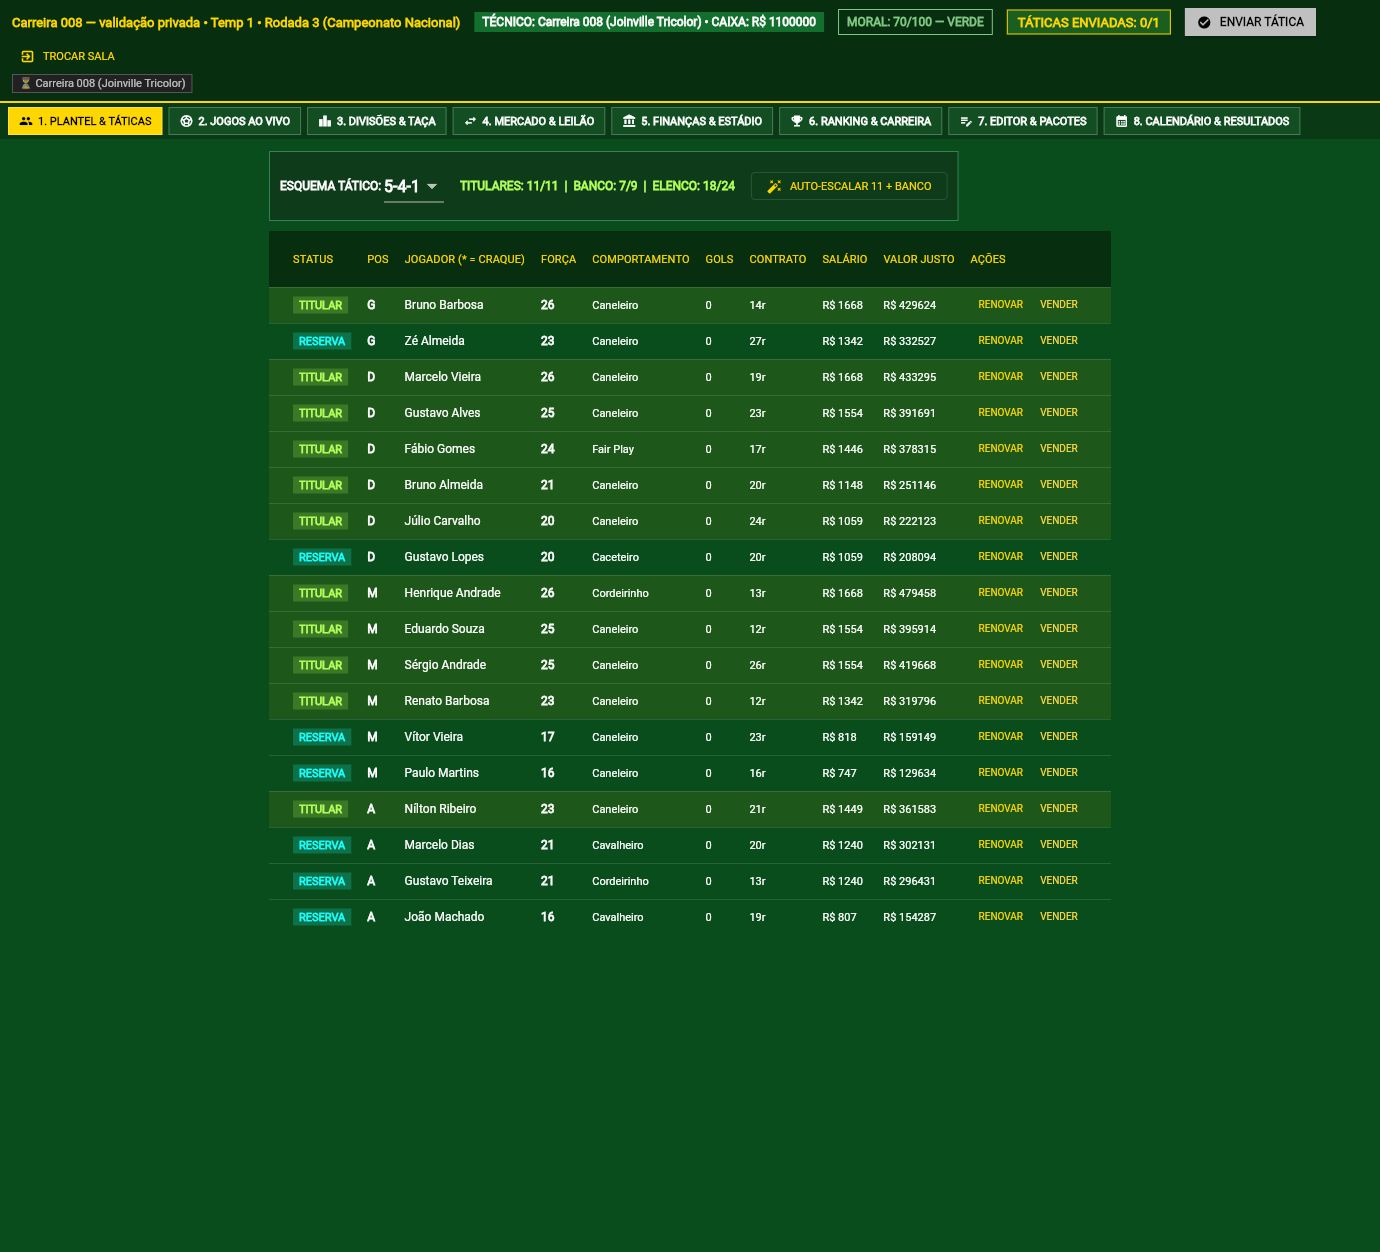 Carreira 008 — validação privada • Temp 1 • Rodada 3 (Campeonato Nacional) TÉCNICO: Carreira 008 (Joinville Tricolor) • CAIXA: R$ 1100000 MORAL: 70/100 — VERDE TÁTICAS ENVIADAS: 0/1 ENVIAR TÁTICA
TROCAR SALA
⏳ Carreira 008 (Joinville Tricolor)
1. PLANTEL & TÁTICAS 2. JOGOS AO VIVO 3. DIVISÕES & TAÇA 4. MERCADO & LEILÃO 5. FINANÇAS & ESTÁDIO 6. RANKING & CARREIRA 7. EDITOR & PACOTES 8. CALENDÁRIO & RESULTADOS
ESQUEMA TÁTICO: 5-4-1 TITULARES: 11/11 | BANCO: 7/9 | ELENCO: 18/24 AUTO-ESCALAR 11 + BANCO
STATUS POS JOGADOR (* = CRAQUE) FORÇA COMPORTAMENTO GOLS CONTRATO SALÁRIO VALOR JUSTO AÇÕES
TITULAR G Bruno Barbosa 26 Caneleiro 0 14r R$ 1668 R$ 429624 RENOVAR VENDER
RESERVA G Zé Almeida 23 Caneleiro 0 27r R$ 1342 R$ 332527 RENOVAR VENDER
TITULAR D Marcelo Vieira 26 Caneleiro 0 19r R$ 1668 R$ 433295 RENOVAR VENDER
TITULAR D Gustavo Alves 25 Caneleiro 0 23r R$ 1554 R$ 391691 RENOVAR VENDER
TITULAR D Fábio Gomes 24 Fair Play 0 17r R$ 1446 R$ 378315 RENOVAR VENDER
TITULAR D Bruno Almeida 21 Caneleiro 0 20r R$ 1148 R$ 251146 RENOVAR VENDER
TITULAR D Júlio Carvalho 20 Caneleiro 0 24r R$ 1059 R$ 222123 RENOVAR VENDER
RESERVA D Gustavo Lopes 20 Caceteiro 0 20r R$ 1059 R$ 208094 RENOVAR VENDER
TITULAR M Henrique Andrade 26 Cordeirinho 0 13r R$ 1668 R$ 479458 RENOVAR VENDER
TITULAR M Eduardo Souza 25 Caneleiro 0 12r R$ 1554 R$ 395914 RENOVAR VENDER
TITULAR M Sérgio Andrade 25 Caneleiro 0 26r R$ 1554 R$ 419668 RENOVAR VENDER
TITULAR M Renato Barbosa 23 Caneleiro 0 12r R$ 1342 R$ 319796 RENOVAR VENDER
RESERVA M Vítor Vieira 17 Caneleiro 0 23r R$ 818 R$ 159149 RENOVAR VENDER
RESERVA M Paulo Martins 16 Caneleiro 0 16r R$ 747 R$ 129634 RENOVAR VENDER
TITULAR A Nílton Ribeiro 23 Caneleiro 0 21r R$ 1449 R$ 361583 RENOVAR VENDER
RESERVA A Marcelo Dias 21 Cavalheiro 0 20r R$ 1240 R$ 302131 RENOVAR VENDER
RESERVA A Gustavo Teixeira 21 Cordeirinho 0 13r R$ 1240 R$ 296431 RENOVAR VENDER
RESERVA A João Machado 16 Cavalheiro 0 19r R$ 807 R$ 154287 RENOVAR VENDER